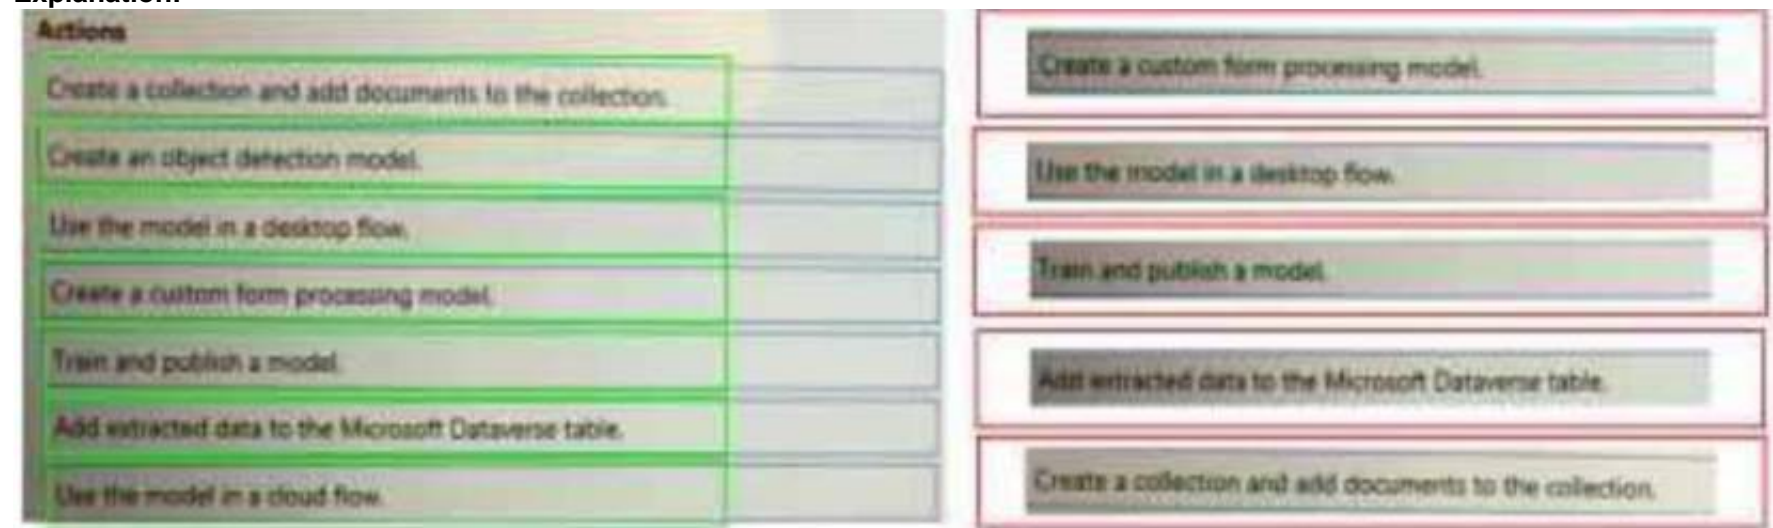 Explanation:
Actions
Create a collection and add documents to the collection.
Create an object detection model.
Use the model in a desktop flow.
Create a custom form processing model.
Train and publish a model.
Add extracted data to the Microsoft Dataverse table.
Use the model in a cloud flow.
Create a custom form processing model.
Use the model in a desktop flow.
Train and publish a model.
Add extracted data to the Microsoft Dataverse table.
Create a collection and add documents to the collection.